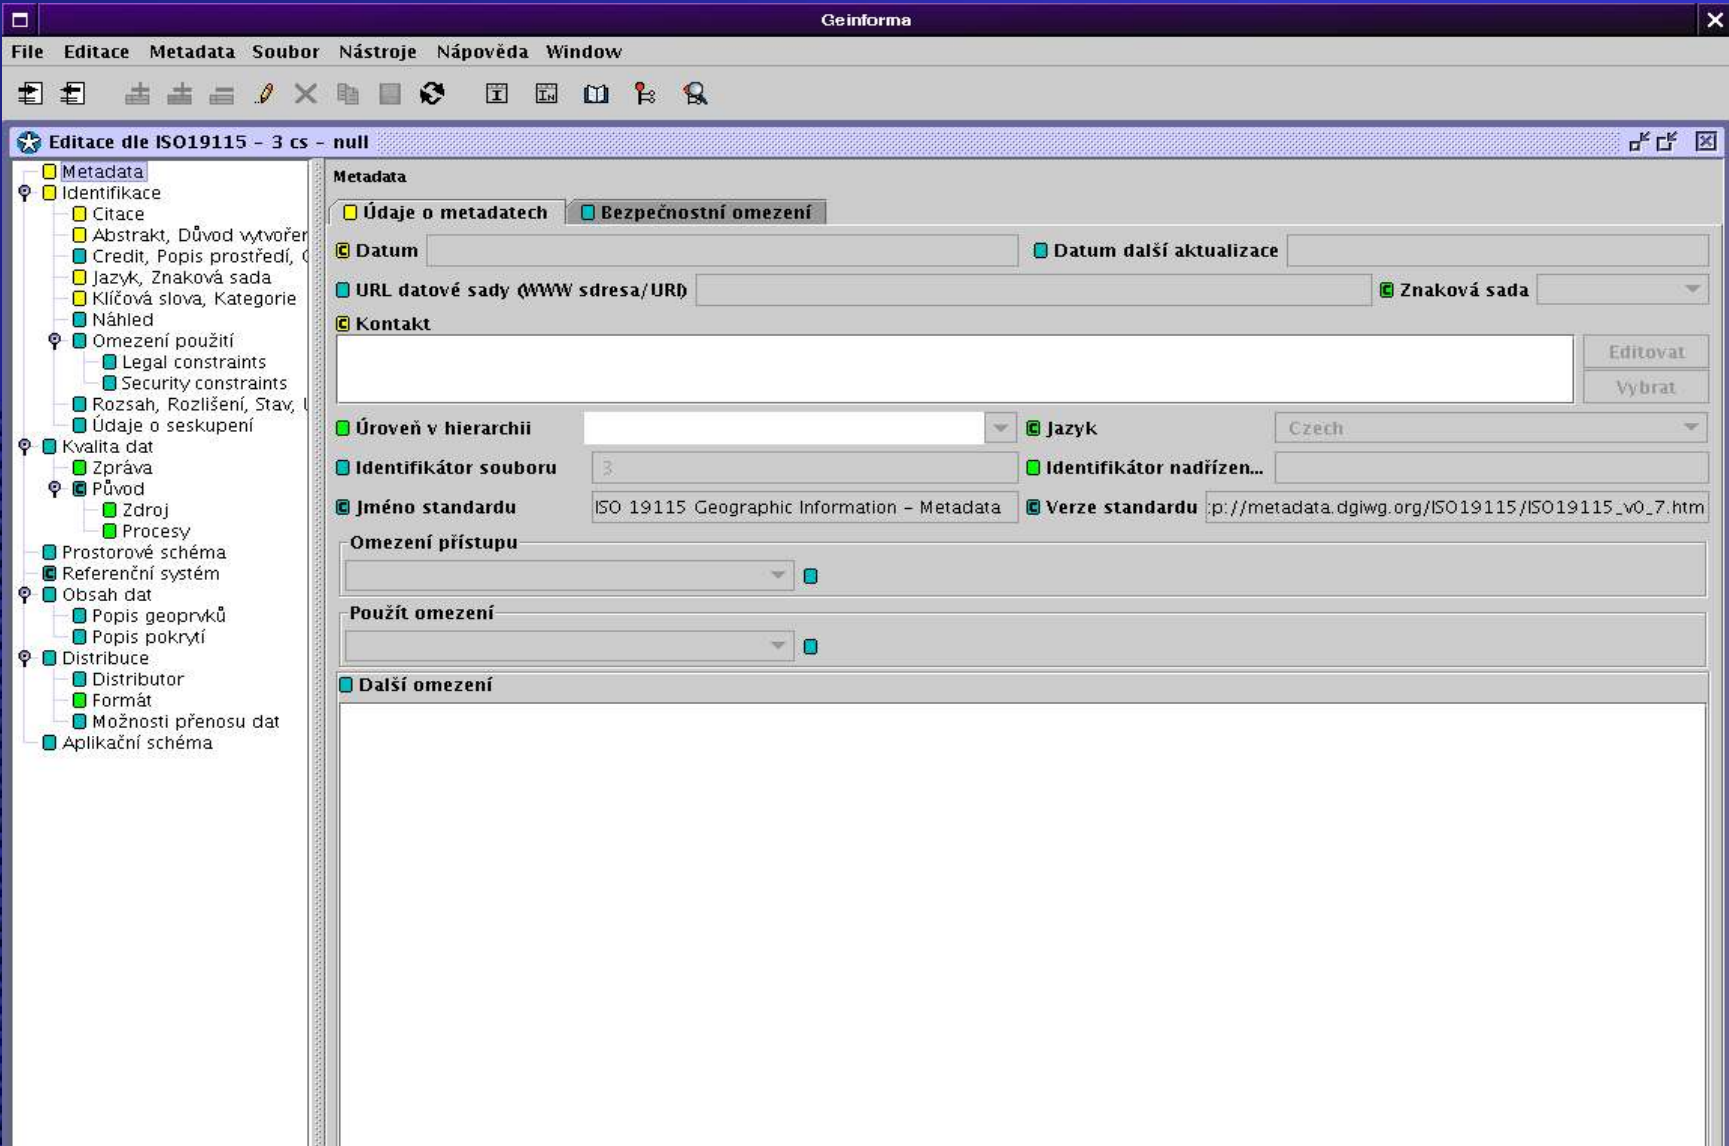 Geinforma
File Editace Metadata Soubor Nástroje Nápověda Window
Editace dle ISO19115 – 3 cs – null
Metadata
Identifikace
Citace
Abstrakt, Důvod vytvořer
Credit, Popis prostředí,
Jazyk, Znaková sada
Klíčová slova, Kategorie
Náhled
Omezení použití
Legal constraints
Security constraints
Rozsah, Rozlišení, Stav,
Údaje o seskupení
Kvalita dat
Zpráva
Původ
Zdroj
Procesy
Prostorové schéma
Referenční systém
Obsah dat
Popis geoprvků
Popis pokrytí
Distribuce
Distributor
Formát
Možnosti přenosu dat
Aplikační schéma
Metadata
Údaje o metadatech Bezpečnostní omezení
C Datum Datum další aktualizace
URL datové sady (WWW sdresa/URI) C Znaková sada
C Kontakt
Editovat
Vybrat
Úroveň v hierarchii C Jazyk Czech
Identifikátor souboru 3 Identifikátor nadřízen...
C Jméno standardu ISO 19115 Geographic Information – Metadata C Verze standardu :p://metadata.dgiwg.org/ISO19115/ISO19115_v0_7.htm
Omezení přístupu
Použít omezení
Další omezení